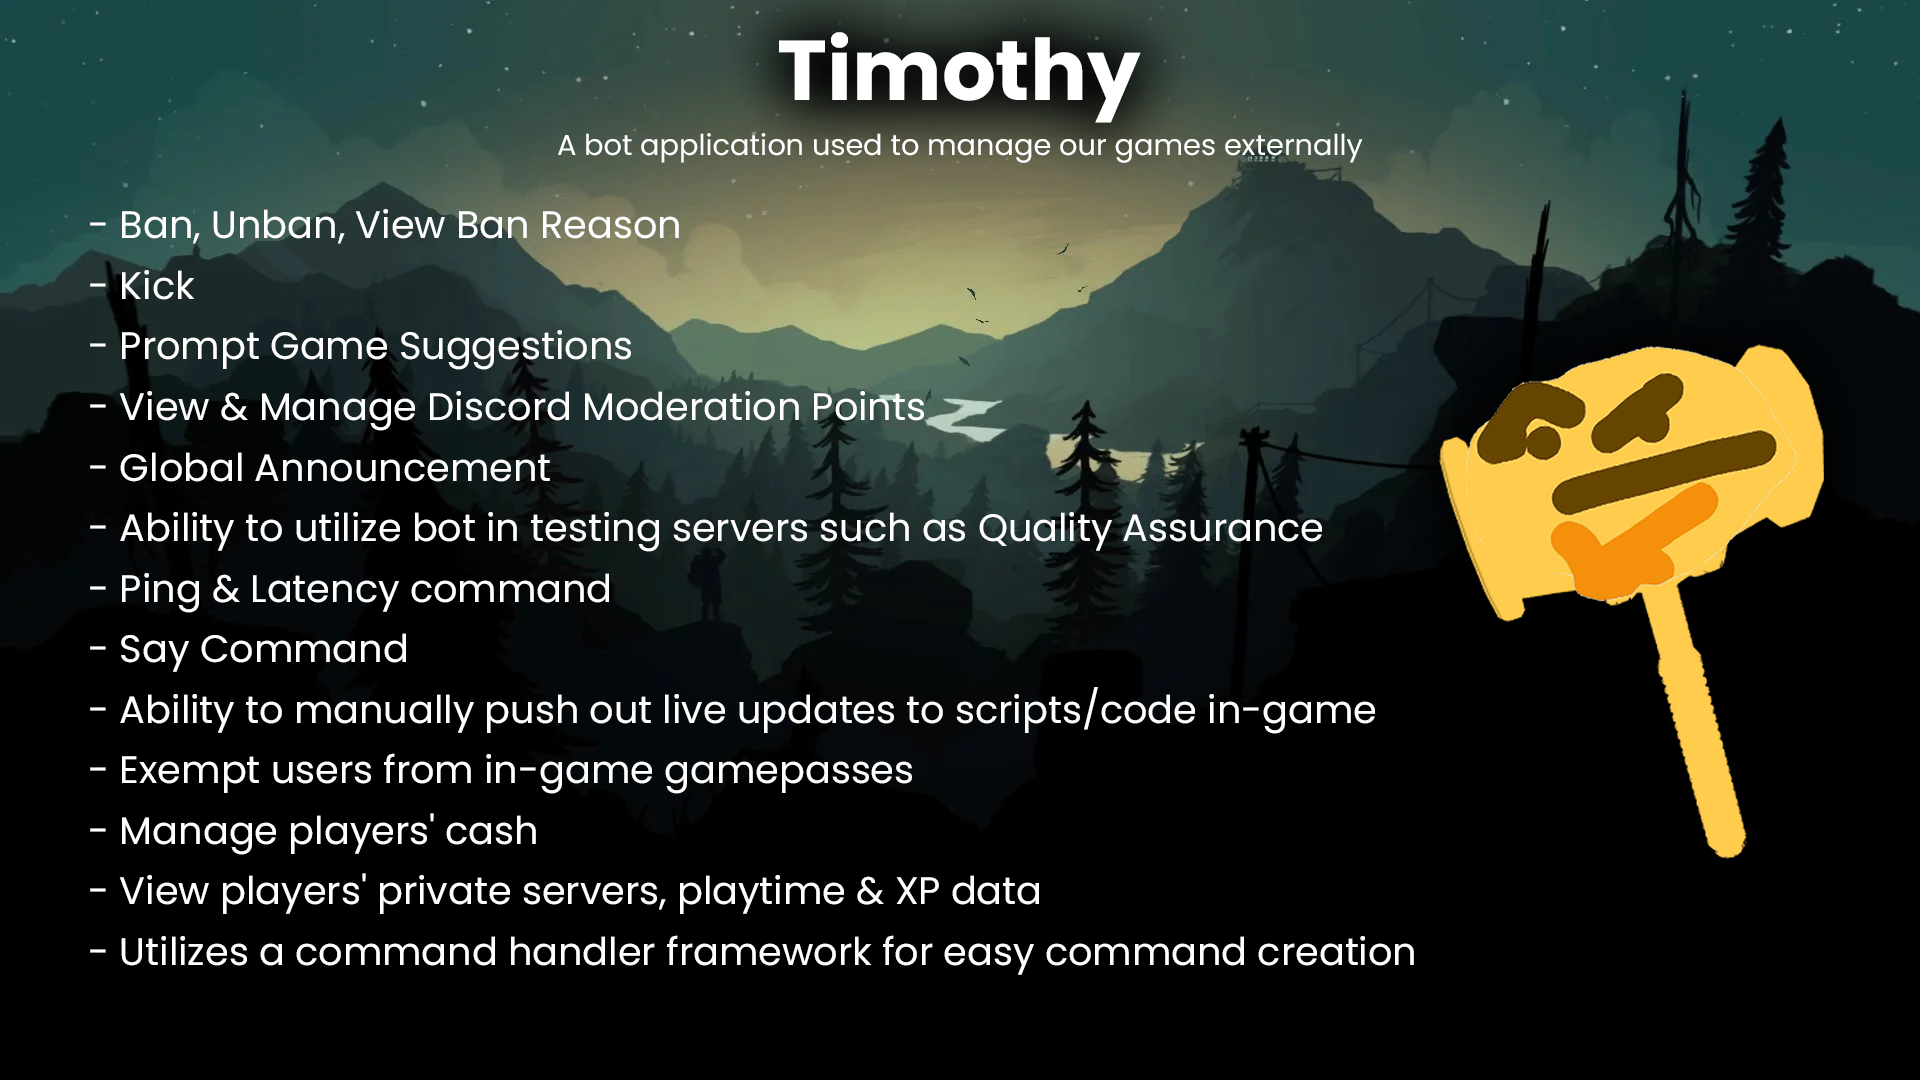 Timothy
A bot application used to manage our games externally
- Ban, Unban, View Ban Reason
- Kick
- Prompt Game Suggestions
- View & Manage Discord Moderation Points
- Global Announcement
- Ability to utilize bot in testing servers such as Quality Assurance
- Ping & Latency command
- Say Command
- Ability to manually push out live updates to scripts/code in-game
- Exempt users from in-game gamepasses
- Manage players' cash
- View players' private servers, playtime & XP data
- Utilizes a command handler framework for easy command creation